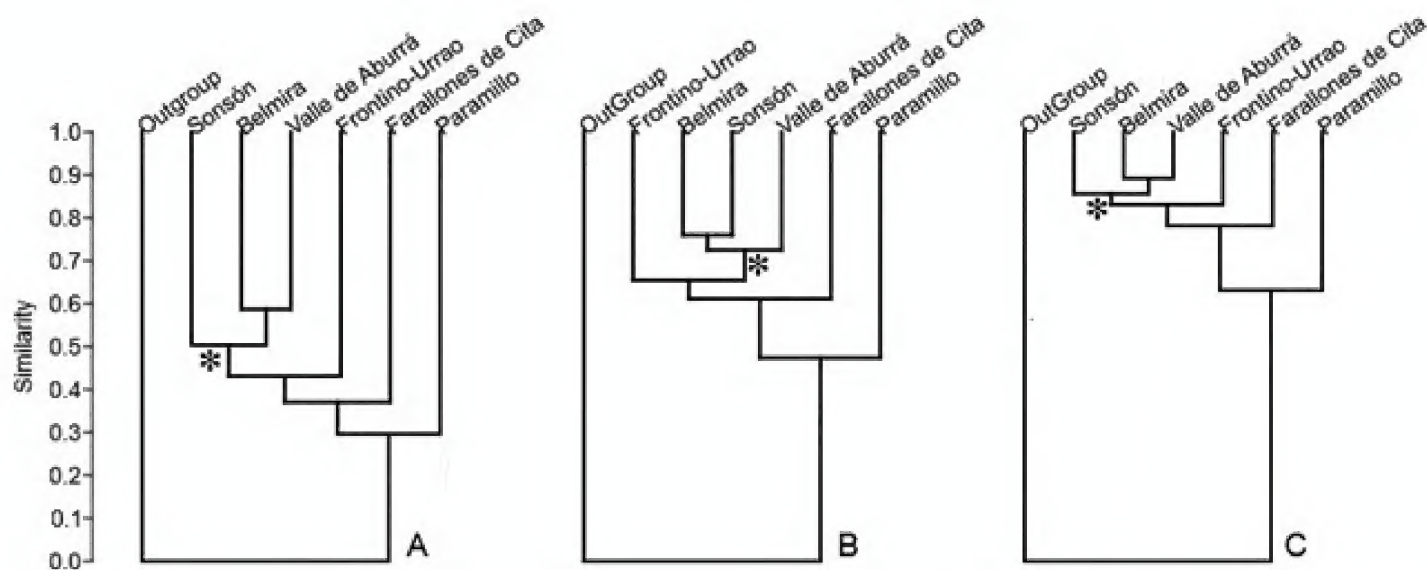 Outgroup
Sonsón
Belmira
Valle de Aburrá
Frontino-Urrao
Farallones de Cita
Paramillo
OutGroup
Frontino-Urrao
Belmira
Sonsón
Valle de Aburrá
Farallones de Cita
Paramillo
OutGroup
Sonsón
Belmira
Valle de Aburrá
Frontino-Urrao
Farallones de Cita
Paramillo
Similarity
1.0
0.9
0.8
0.7
0.6
0.5
0.4
0.3
0.2
0.1
0.0
*
*
*
A
B
C